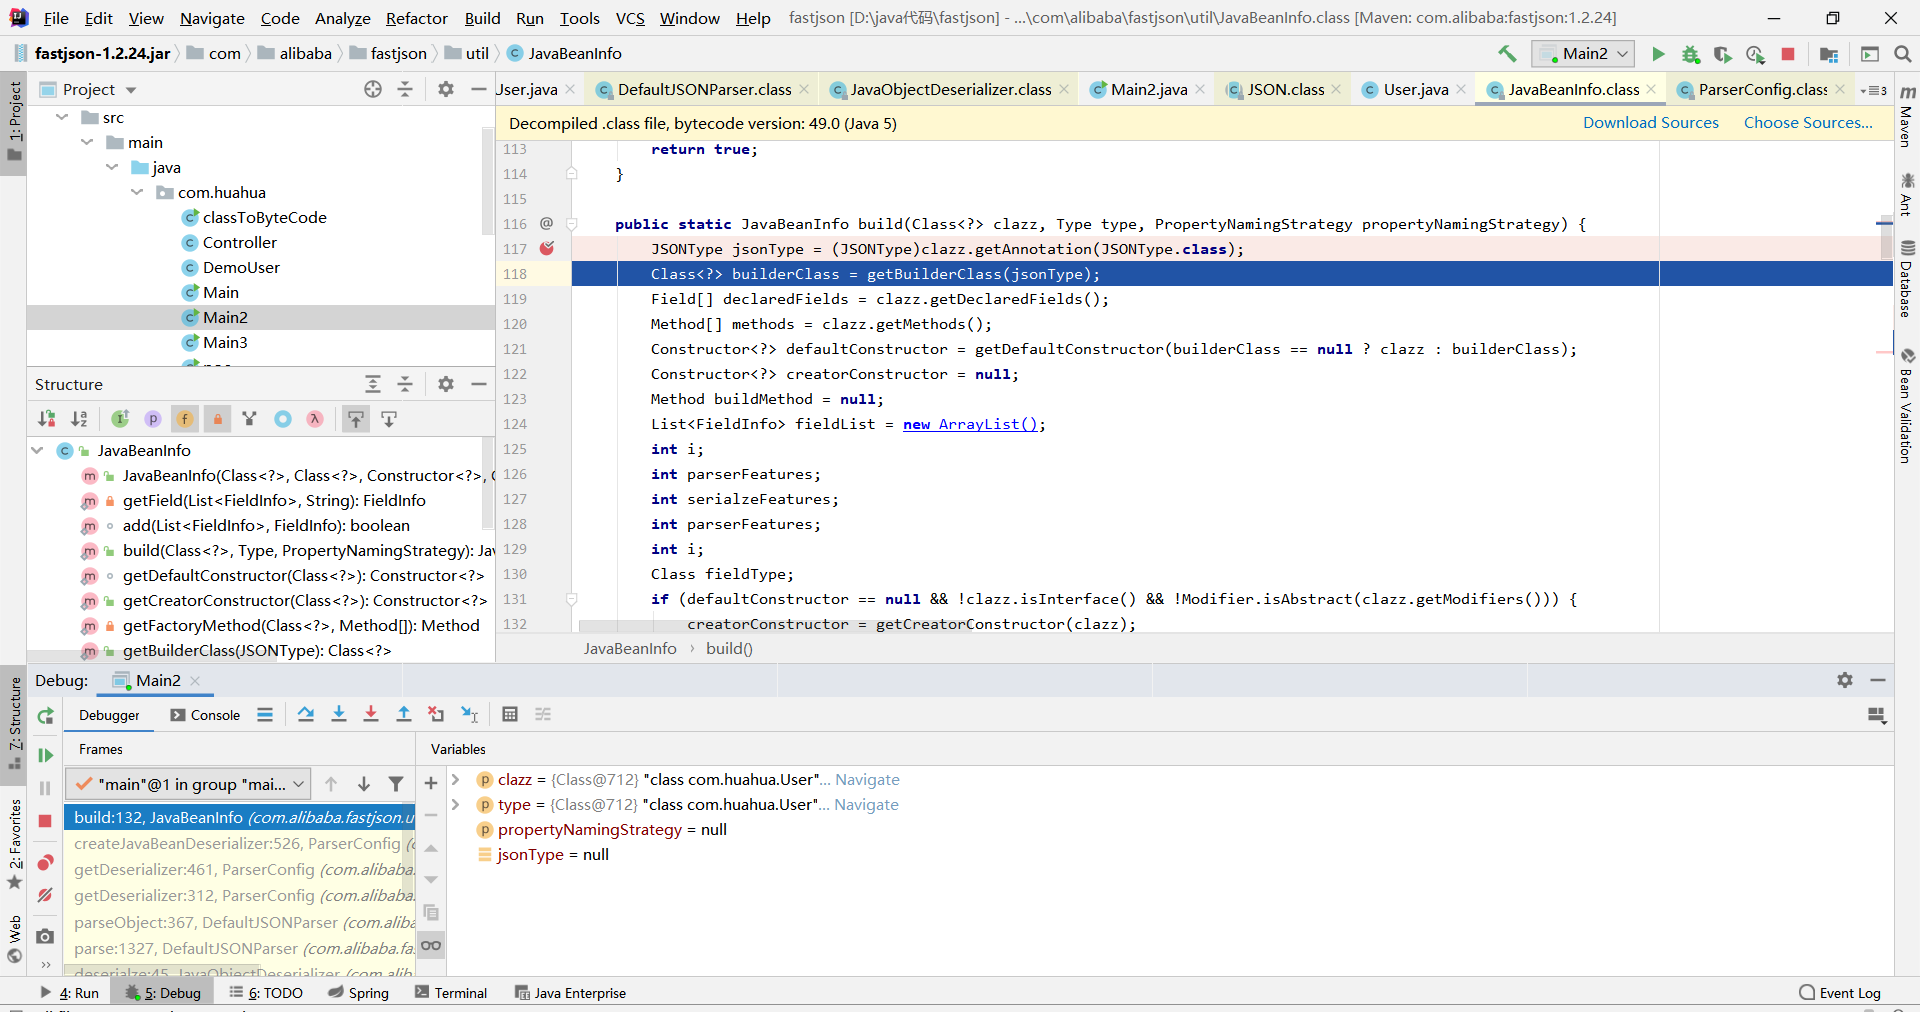 File Edit View Navigate Code Analyze Refactor Build Run Tools VCS Window Help fastjson [D:\java代码\fastjson] - ...\com\alibaba\fastjson\util\JavaBeanInfo.class [Maven: com.alibaba:fastjson:1.2.24]
fastjson-1.2.24.jar com alibaba fastjson util JavaBeanInfo Main2
1: Project
Project
src
main
java
com.huahua
classToByteCode
Controller
DemoUser
Main
Main2
Main3
Structure
JavaBeanInfo
JavaBeanInfo(Class<?>, Class<?>, Constructor<?>,
getField(List<FieldInfo>, String): FieldInfo
add(List<FieldInfo>, FieldInfo): boolean
build(Class<?>, Type, PropertyNamingStrategy): Jav
getDefaultConstructor(Class<?>): Constructor<?>
getCreatorConstructor(Class<?>): Constructor<?>
getFactoryMethod(Class<?>, Method[]): Method
getBuilderClass(JSONType): Class<?>
User.java DefaultJSONParser.class JavaObjectDeserializer.class Main2.java JSON.class User.java JavaBeanInfo.class ParserConfig.class 3
Decompiled .class file, bytecode version: 49.0 (Java 5) Download Sources Choose Sources...
113 return true;
114 }
115
116 @ public static JavaBeanInfo build(Class<?> clazz, Type type, PropertyNamingStrategy propertyNamingStrategy) {
117 JSONType jsonType = (JSONType)clazz.getAnnotation(JSONType.class);
118 Class<?> builderClass = getBuilderClass(jsonType);
119 Field[] declaredFields = clazz.getDeclaredFields();
120 Method[] methods = clazz.getMethods();
121 Constructor<?> defaultConstructor = getDefaultConstructor(builderClass == null ? clazz : builderClass);
122 Constructor<?> creatorConstructor = null;
123 Method buildMethod = null;
124 List<FieldInfo> fieldList = new ArrayList();
125 int i;
126 int parserFeatures;
127 int serialzeFeatures;
128 int parserFeatures;
129 int i;
130 Class fieldType;
131 if (defaultConstructor == null && !clazz.isInterface() && !Modifier.isAbstract(clazz.getModifiers())) {
132 creatorConstructor = getCreatorConstructor(clazz);
JavaBeanInfo › build()
Maven
Ant
Database
Bean Validation
7: Structure
2: Favorites
Web
Debug: Main2
Debugger Console
Frames Variables
"main"@1 in group "mai...
build:132, JavaBeanInfo (com.alibaba.fastjson.u
createJavaBeanDeserializer:526, ParserConfig (c
getDeserializer:461, ParserConfig (com.alibaba.
getDeserializer:312, ParserConfig (com.alibaba.
parseObject:367, DefaultJSONParser (com.aliba
parse:1327, DefaultJSONParser (com.alibaba.fa
deserialze:45, JavaObjectDeserializer (com.alib
clazz = {Class@712} "class com.huahua.User"... Navigate
type = {Class@712} "class com.huahua.User"... Navigate
propertyNamingStrategy = null
jsonType = null
4: Run 5: Debug 6: TODO Spring Terminal Java Enterprise Event Log